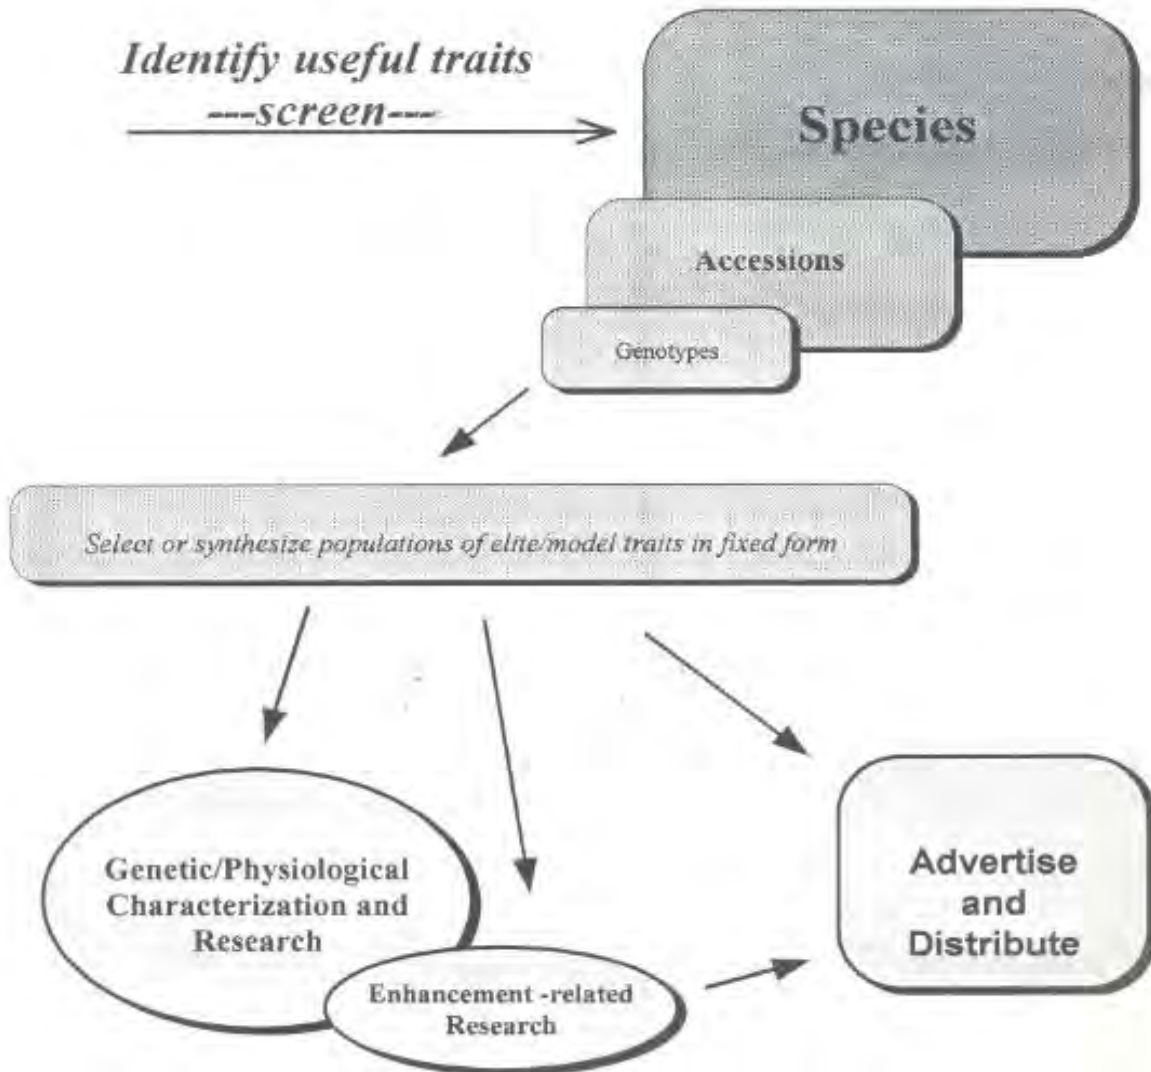 Identify useful traits
---screen---
Species
Accessions
Genotypes
Select or synthesize populations of elite/model traits in fixed form
Genetic/Physiological
Characterization and
Research
Enhancement -related
Research
Advertise
and
Distribute